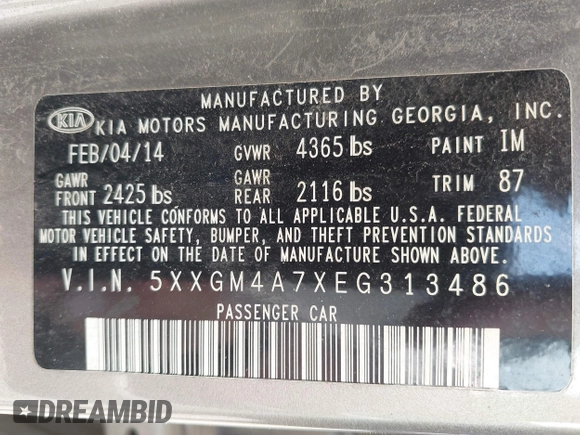 MANUFACTURED BY
KIA KIA MOTORS MANUFACTURING GEORGIA, INC.
FEB/04/14 GVWR 4365 lbs PAINT IM
GAWR FRONT 2425 lbs GAWR REAR 2116 lbs TRIM 87
THIS VEHICLE CONFORMS TO ALL APPLICABLE U.S.A. FEDERAL
MOTOR VEHICLE SAFETY, BUMPER, AND THEFT PREVENTION STANDARDS
IN EFFECT ON THE DATE OF MANUFACTURE SHOWN ABOVE.
V.I.N. 5XXGM4A7XEG313486
PASSENGER CAR
DREAMBID